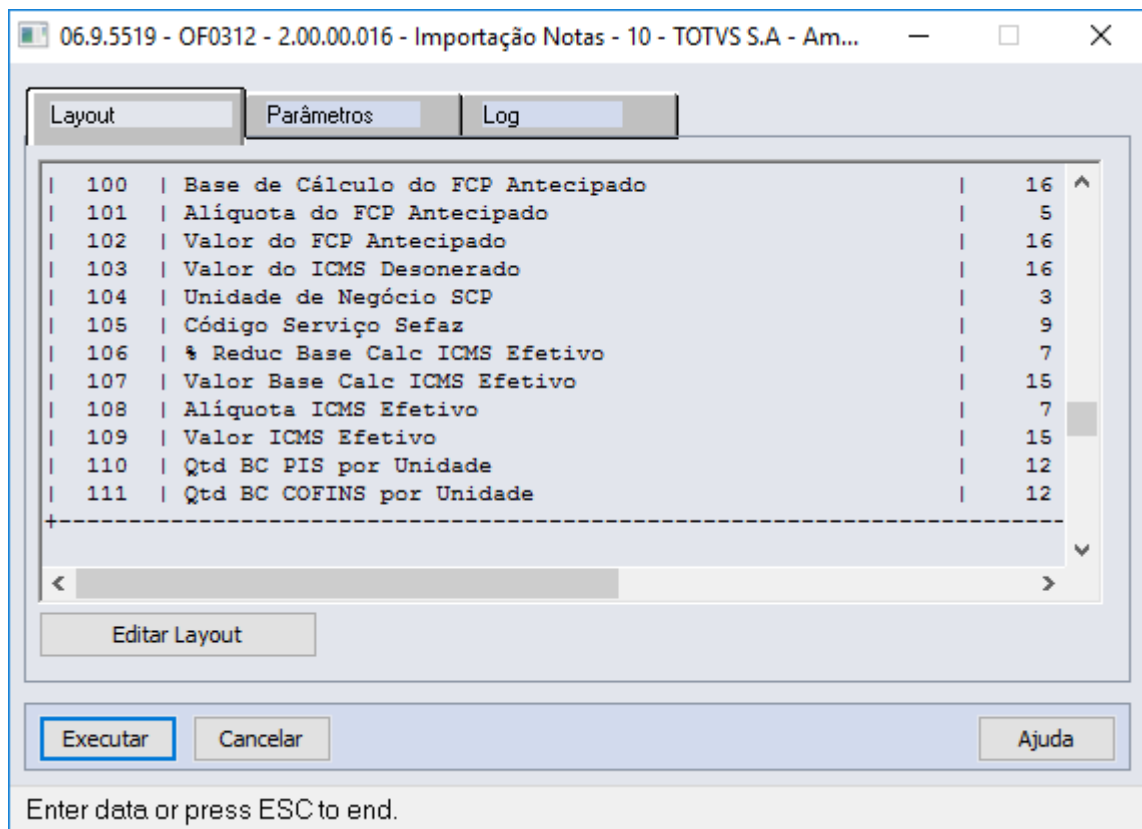 06.9.5519 - OF0312 - 2.00.00.016 - Importação Notas - 10 - TOTVS S.A - Am...
Layout Parâmetros Log
| 100 | Base de Cálculo do FCP Antecipado | 16
| 101 | Alíquota do FCP Antecipado | 5
| 102 | Valor do FCP Antecipado | 16
| 103 | Valor do ICMS Desonerado | 16
| 104 | Unidade de Negócio SCP | 3
| 105 | Código Serviço Sefaz | 9
| 106 | % Reduc Base Calc ICMS Efetivo | 7
| 107 | Valor Base Calc ICMS Efetivo | 15
| 108 | Alíquota ICMS Efetivo | 7
| 109 | Valor ICMS Efetivo | 15
| 110 | Qtd BC PIS por Unidade | 12
| 111 | Qtd BC COFINS por Unidade | 12
+------------------------------------------------------------------------
Editar Layout
Executar Cancelar Ajuda
Enter data or press ESC to end.